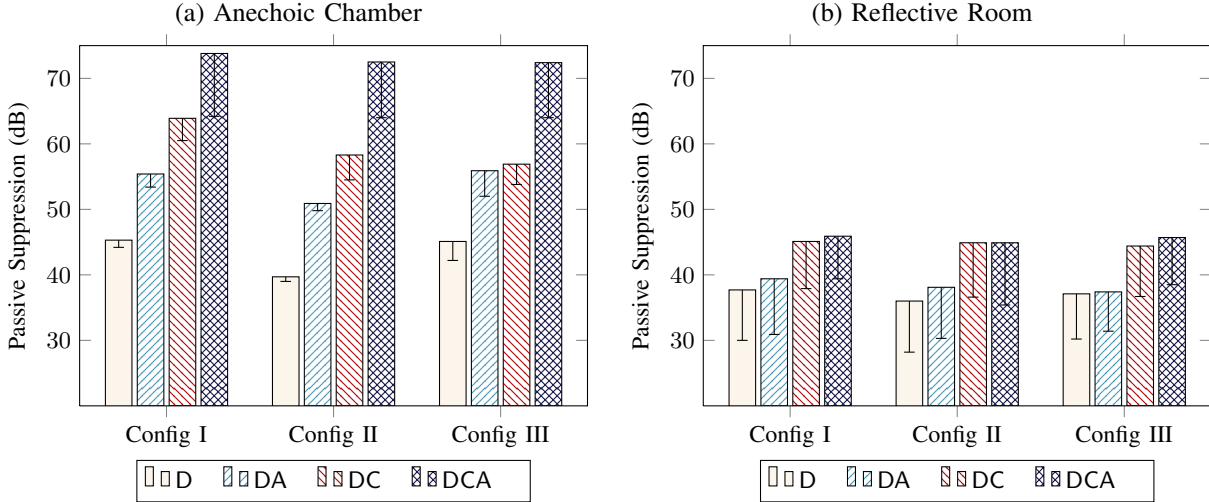 (a) Anechoic Chamber
Passive Suppression (dB)
70
60
50
40
30
Config I Config II Config III
D DA DC DCA
(b) Reflective Room
Passive Suppression (dB)
70
60
50
40
30
Config I Config II Config III
D DA DC DCA